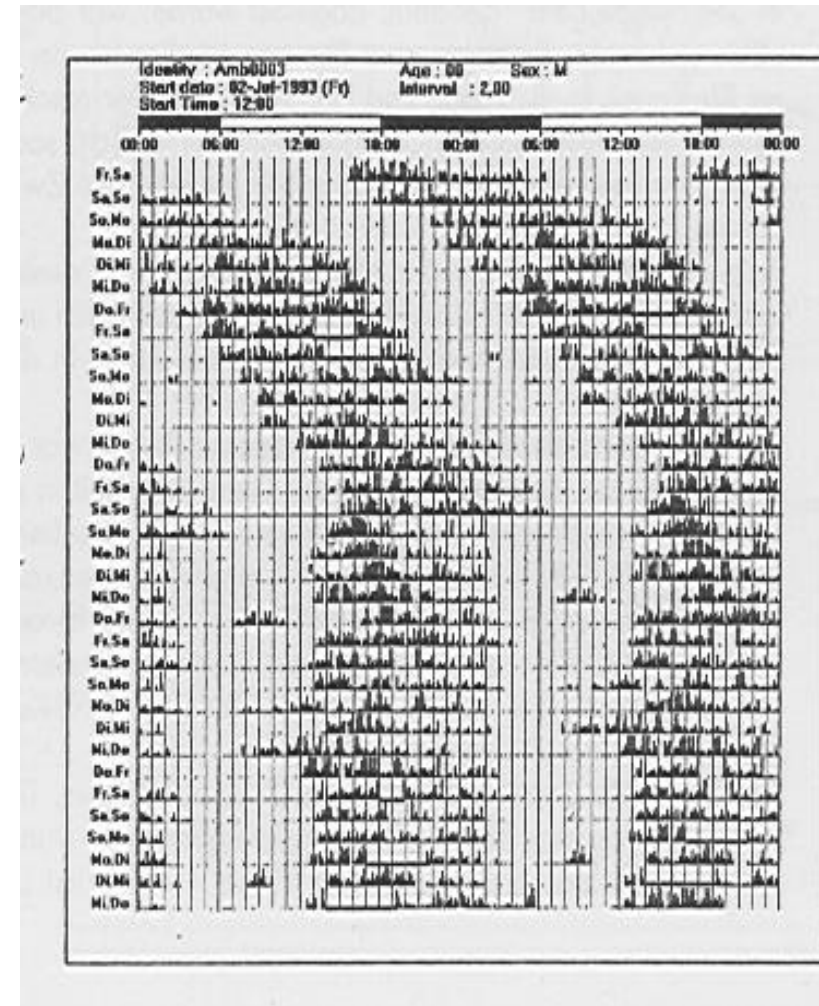 Identity : Amb0003 Age : 00 Sex : M
Start date : 02-Jul-1993 (Fr) Interval : 2,00
Start Time : 12:00
00:00 06:00 12:00 18:00 00:00 06:00 12:00 18:00 00:00
Fr.Sa
Sa.So
So.Mo
Mo.Di
Di.Mi
Mi.Do
Do.Fr
Fr.Sa
Sa.So
So.Mo
Mo.Di
Di.Mi
Mi.Do
Do.Fr
Fr.Sa
Sa.So
So.Mo
Mo.Di
Di.Mi
Mi.Do
Do.Fr
Fr.Sa
Sa.So
So.Mo
Mo.Di
Di.Mi
Mi.Do
Do.Fr
Fr.Sa
Sa.So
So.Mo
Mo.Di
Di.Mi
Mi.Do